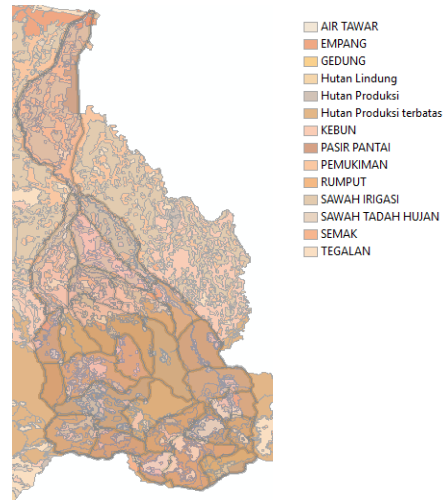 AIR TAWAR
EMPANG
GEDUNG
Hutan Lindung
Hutan Produksi
Hutan Produksi terbatas
KEBUN
PASIR PANTAI
PEMUKIMAN
RUMPUT
SAWAH IRIGASI
SAWAH TADAH HUJAN
SEMAK
TEGALAN